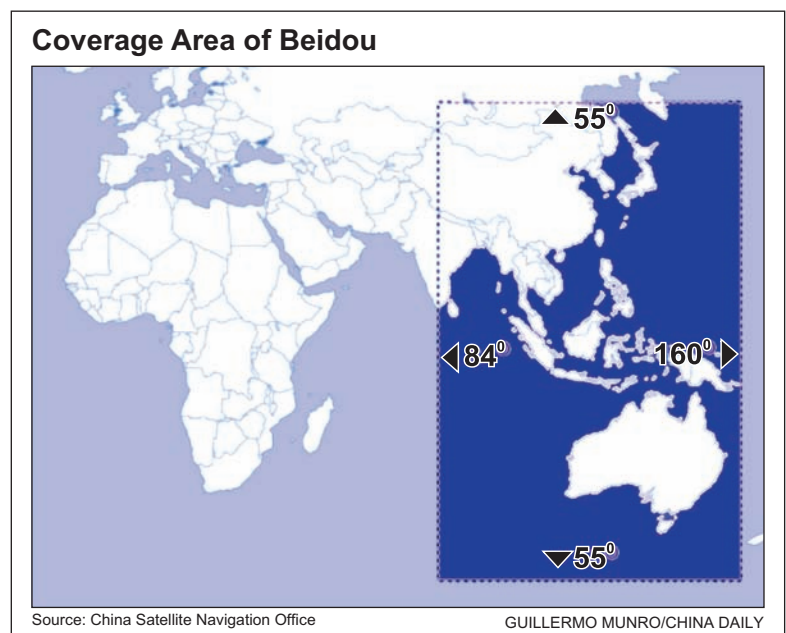 Coverage Area of Beidou
▲ 55⁰
◀ 84⁰
160⁰ ▶
▼ 55⁰
Source: China Satellite Navigation Office
GUILLERMO MUNRO/CHINA DAILY